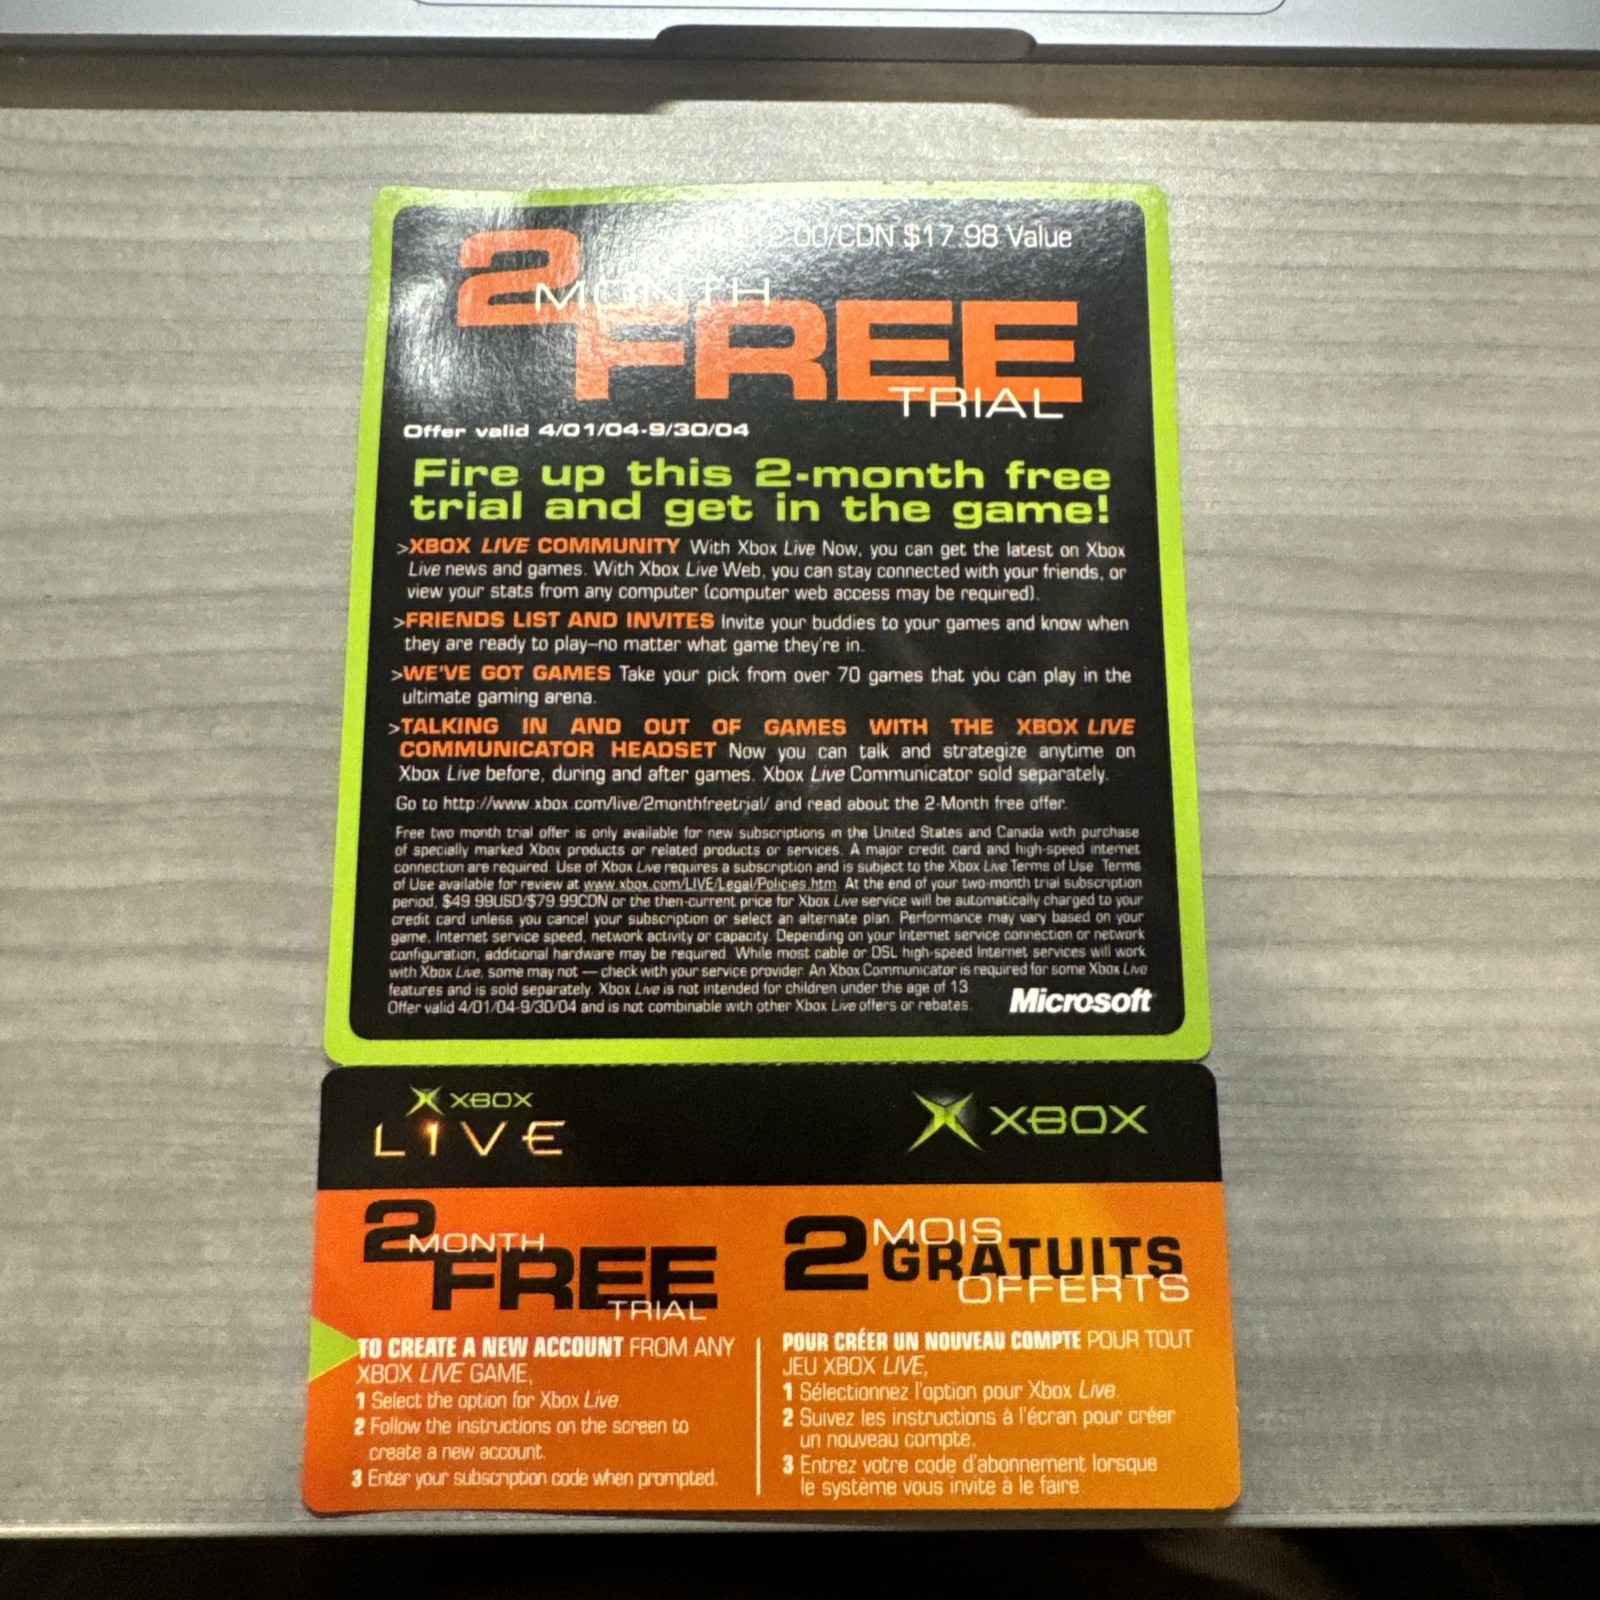 12.00/CDN $17.98 Value
2 MONTH
FREE
TRIAL
Offer valid 4/01/04-9/30/04
Fire up this 2-month free
trial and get in the game!
>XBOX LIVE COMMUNITY With Xbox Live Now, you can get the latest on Xbox
Live news and games. With Xbox Live Web, you can stay connected with your friends, or
view your stats from any computer (computer web access may be required).
>FRIENDS LIST AND INVITES Invite your buddies to your games and know when
they are ready to play—no matter what game they're in.
>WE'VE GOT GAMES Take your pick from over 70 games that you can play in the
ultimate gaming arena.
>TALKING IN AND OUT OF GAMES WITH THE XBOX LIVE
COMMUNICATOR HEADSET Now you can talk and strategize anytime on
Xbox Live before, during and after games. Xbox Live Communicator sold separately.
Go to http://www.xbox.com/live/2monthfreetrial/ and read about the 2-Month free offer.
Free two month trial offer is only available for new subscriptions in the United States and Canada with purchase
of specially marked Xbox products or related products or services. A major credit card and high-speed internet
connection are required. Use of Xbox Live requires a subscription and is subject to the Xbox Live Terms of Use. Terms
of Use available for review at www.xbox.com/LIVE/Legal/Policies.htm. At the end of your two-month trial subscription
period, $49.99USD/$79.99CDN or the then-current price for Xbox Live service will be automatically charged to your
credit card unless you cancel your subscription or select an alternate plan. Performance may vary based on your
game, Internet service speed, network activity or capacity. Depending on your Internet service connection or network
configuration, additional hardware may be required. While most cable or DSL high-speed Internet services will work
with Xbox Live, some may not — check with your service provider. An Xbox Communicator is required for some Xbox Live
features and is sold separately. Xbox Live is not intended for children under the age of 13.
Offer valid 4/01/04-9/30/04 and is not combinable with other Xbox Live offers or rebates.
Microsoft
XBOX
LIVE
XBOX
2 MONTH
FREE
TRIAL
TO CREATE A NEW ACCOUNT FROM ANY
XBOX LIVE GAME,
1 Select the option for Xbox Live.
2 Follow the instructions on the screen to
create a new account.
3 Enter your subscription code when prompted.
2 MOIS
GRATUITS
OFFERTS
POUR CRÉER UN NOUVEAU COMPTE POUR TOUT
JEU XBOX LIVE,
1 Sélectionnez l'option pour Xbox Live.
2 Suivez les instructions à l'écran pour créer
un nouveau compte.
3 Entrez votre code d'abonnement lorsque
le système vous invite à le faire.